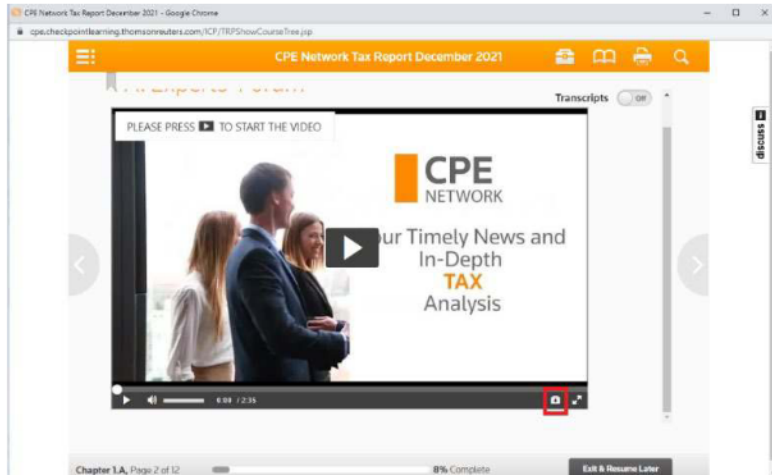 CPE Network Tax Report December 2021 - Google Chrome
cpe.checkpointlearning.thomsonreuters.com/ICP/TRPShowCourseTree.jsp
CPE Network Tax Report December 2021
Experts' Forum
Transcripts Off
discuss
PLEASE PRESS TO START THE VIDEO
CPE
NETWORK
our Timely News and
In-Depth
TAX
Analysis
0:00 / 2:35
Chapter 1.A, Page 2 of 12
8% Complete
Exit & Resume Later